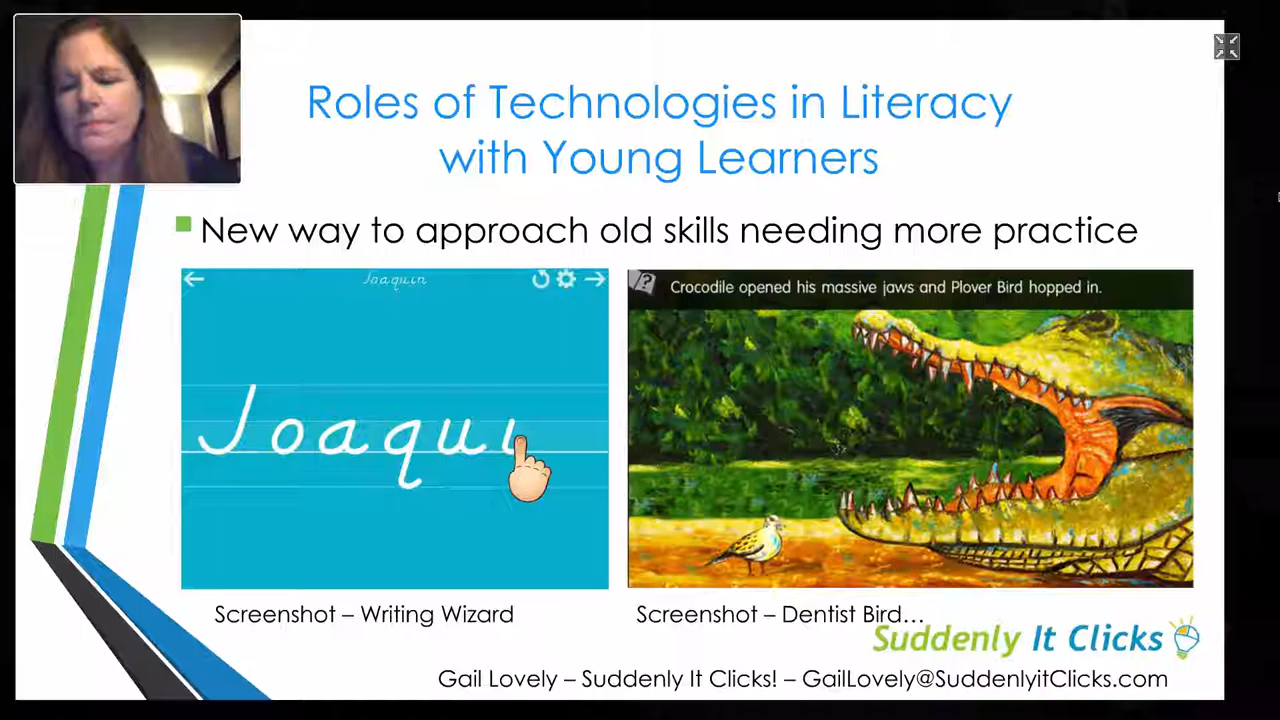 Roles of Technologies in Literacy
with Young Learners
New way to approach old skills needing more practice
Joaquin
Joaqui
Crocodile opened his massive jaws and Plover Bird hopped in.
Screenshot – Writing Wizard
Screenshot – Dentist Bird...
Suddenly It Clicks
Gail Lovely – Suddenly It Clicks! – GailLovely@SuddenlyitClicks.com